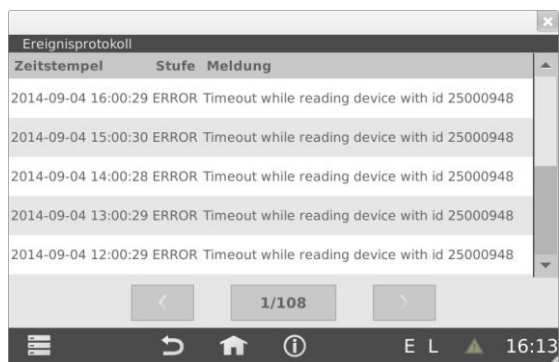 Ereignisprotokoll
Zeitstempel Stufe Meldung
2014-09-04 16:00:29 ERROR Timeout while reading device with id 25000948
2014-09-04 15:00:30 ERROR Timeout while reading device with id 25000948
2014-09-04 14:00:28 ERROR Timeout while reading device with id 25000948
2014-09-04 13:00:29 ERROR Timeout while reading device with id 25000948
2014-09-04 12:00:29 ERROR Timeout while reading device with id 25000948
1/108
E L 16:13